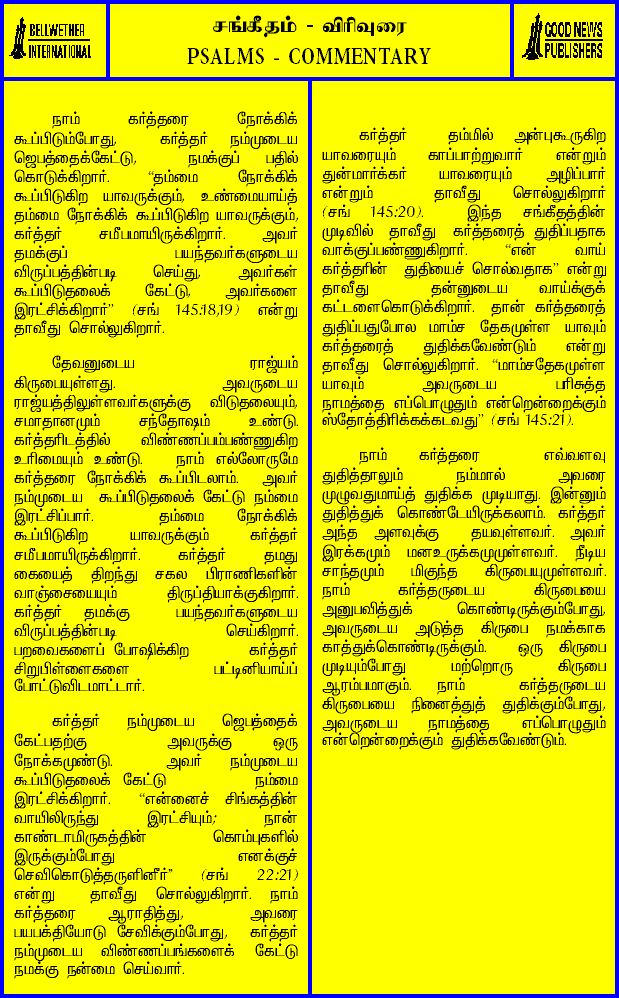 BELLWETHER
INTERNATIONAL
சங்கீதம் - விரிவுரை
PSALMS - COMMENTARY
GOOD NEWS
PUBLISHERS
நாம் கர்த்தரை நோக்கிக்
கூப்பிடும்போது, கர்த்தர் நம்முடைய
ஜெபத்தைக்கேட்டு, நமக்குப் பதில்
கொடுக்கிறார். “தம்மை நோக்கிக்
கூப்பிடுகிற யாவருக்கும், உண்மையாய்த்
தம்மை நோக்கிக் கூப்பிடுகிற யாவருக்கும்,
கர்த்தர் சமீபமாயிருக்கிறார். அவர்
தமக்குப் பயந்தவர்களுடைய
விருப்பத்தின்படி செய்து, அவர்கள்
கூப்பிடுதலைக் கேட்டு, அவர்களை
இரட்சிக்கிறார்” (சங் 145:18,19) என்று
தாவீது சொல்லுகிறார்.
தேவனுடைய ராஜ்யம்
கிருபையுள்ளது. அவருடைய
ராஜ்யத்திலுள்ளவர்களுக்கு விடுதலையும்,
சமாதானமும் சந்தோஷம் உண்டு.
கர்த்தரிடத்தில் விண்ணப்பம்பண்ணுகிற
உரிமையும் உண்டு. நாம் எல்லோருமே
கர்த்தரை நோக்கிக் கூப்பிடலாம். அவர்
நம்முடைய கூப்பிடுதலைக் கேட்டு நம்மை
இரட்சிப்பார். தம்மை நோக்கிக்
கூப்பிடுகிற யாவருக்கும் கர்த்தர்
சமீபமாயிருக்கிறார். கர்த்தர் தமது
கையைத் திறந்து சகல பிராணிகளின்
வாஞ்சையையும் திருப்தியாக்குகிறார்.
கர்த்தர் தமக்கு பயந்தவர்களுடைய
விருப்பத்தின்படி செய்கிறார்.
பறவைகளைப் போஷிக்கிற கர்த்தர்
சிறுபிள்ளைகளை பட்டினியாய்ப்
போட்டுவிடமாட்டார்.
கர்த்தர் நம்முடைய ஜெபத்தைக்
கேட்பதற்கு அவருக்கு ஒரு
நோக்கமுண்டு. அவர் நம்முடைய
கூப்பிடுதலைக் கேட்டு நம்மை
இரட்சிக்கிறார். “என்னைச் சிங்கத்தின்
வாயிலிருந்து இரட்சியும்; நான்
காண்டாமிருகத்தின் கொம்புகளில்
இருக்கும்போது எனக்குச்
செவிகொடுத்தருளினீர்” (சங் 22:21)
என்று தாவீது சொல்லுகிறார். நாம்
கர்த்தரை ஆராதித்து, அவரை
பயபக்தியோடு சேவிக்கும்போது, கர்த்தர்
நம்முடைய விண்ணப்பங்களைக் கேட்டு
நமக்கு நன்மை செய்வார்.
கர்த்தர் தம்மில் அன்புகூருகிற
யாவரையும் காப்பாற்றுவார் என்றும்
துன்மார்க்கர் யாவரையும் அழிப்பார்
என்றும் தாவீது சொல்லுகிறார்
(சங் 145:20). இந்த சங்கீதத்தின்
முடிவில் தாவீது கர்த்தரைத் துதிப்பதாக
வாக்குப்பண்ணுகிறார். “என் வாய்
கர்த்தரின் துதியைச் சொல்வதாக” என்று
தாவீது தன்னுடைய வாய்க்குக்
கட்டளைகொடுக்கிறார். தான் கர்த்தரைத்
துதிப்பதுபோல மாம்ச தேகமுள்ள யாவும்
கர்த்தரைத் துதிக்கவேண்டும் என்று
தாவீது சொல்லுகிறார். “மாம்சதேகமுள்ள
யாவும் அவருடைய பரிசுத்த
நாமத்தை எப்பொழுதும் என்றென்றைக்கும்
ஸ்தோத்திரிக்கக்கடவது” (சங் 145:21).
நாம் கர்த்தரை எவ்வளவு
துதித்தாலும் நம்மால் அவரை
முழுவதுமாய்த் துதிக்க முடியாது. இன்னும்
துதித்துக் கொண்டேயிருக்கலாம். கர்த்தர்
அந்த அளவுக்கு தயவுள்ளவர். அவர்
இரக்கமும் மனஉருக்கமுமுள்ளவர். நீடிய
சாந்தமும் மிகுந்த கிருபையுமுள்ளவர்.
நாம் கர்த்தருடைய கிருபையை
அனுபவித்துக் கொண்டிருக்கும்போது,
அவருடைய அடுத்த கிருபை நமக்காக
காத்துக்கொண்டிருக்கும். ஒரு கிருபை
முடியும்போது மற்றொரு கிருபை
ஆரம்பமாகும். நாம் கர்த்தருடைய
கிருபையை நினைத்துத் துதிக்கும்போது,
அவருடைய நாமத்தை எப்பொழுதும்
என்றென்றைக்கும் துதிக்கவேண்டும்.